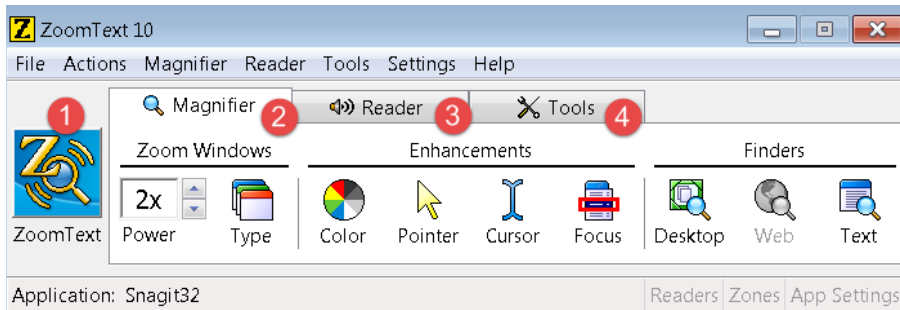 Z ZoomText 10
File Actions Magnifier Reader Tools Settings Help
1 Magnifier 2 Reader 3 Tools 4
Zoom Windows Enhancements Finders
Z 2x
ZoomText Power Type Color Pointer Cursor Focus Desktop Web Text
Application: Snagit32 Readers Zones App Settings